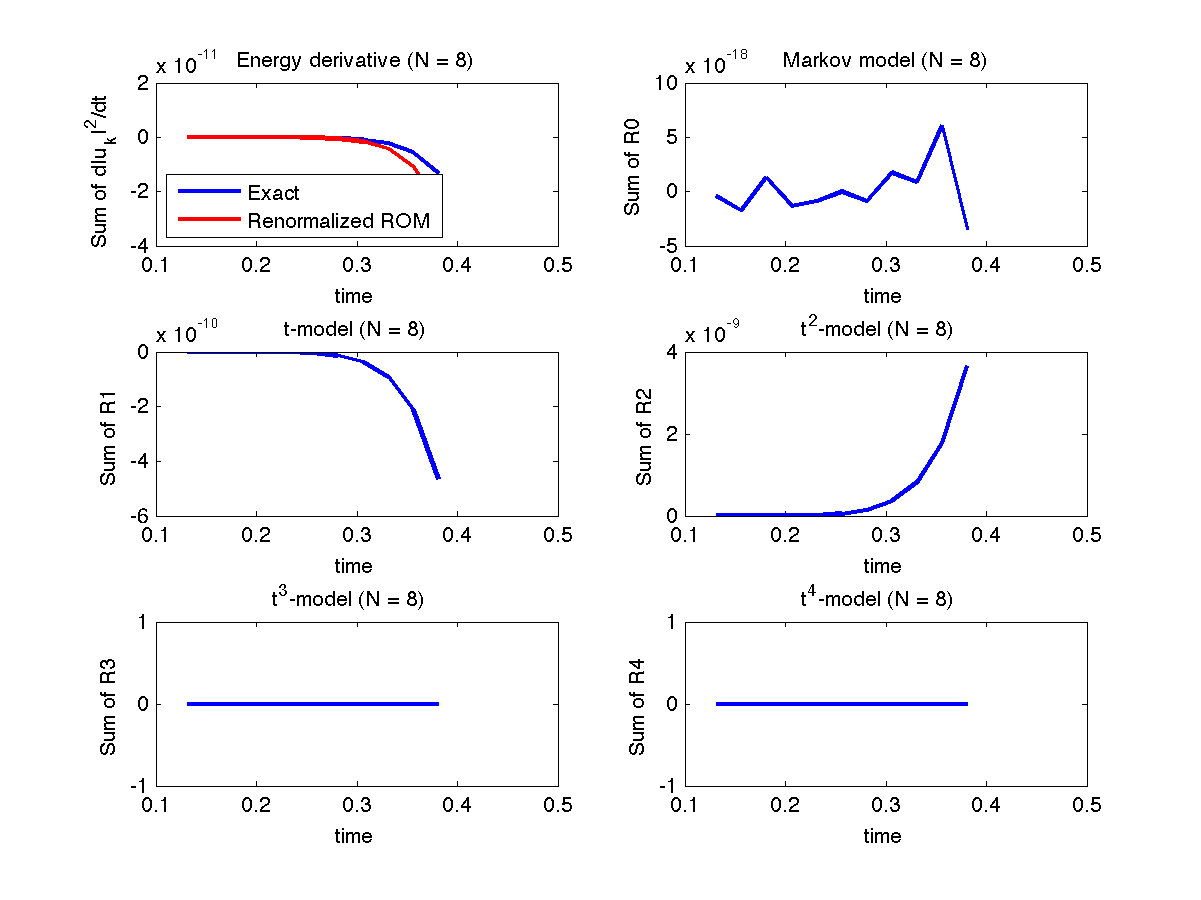 x 10^-11 Energy derivative (N = 8)
Sum of d|u_k|^2/dt
2
0
-2
-4
Exact
Renormalized ROM
0.1 0.2 0.3 0.4 0.5
time
x 10^-18 Markov model (N = 8)
Sum of R0
10
5
0
-5
0.1 0.2 0.3 0.4 0.5
time
x 10^-10 t-model (N = 8)
Sum of R1
0
-2
-4
-6
0.1 0.2 0.3 0.4 0.5
time
x 10^-9 t^2-model (N = 8)
Sum of R2
4
2
0
0.1 0.2 0.3 0.4 0.5
time
t^3-model (N = 8)
Sum of R3
1
0
-1
0.1 0.2 0.3 0.4 0.5
time
t^4-model (N = 8)
Sum of R4
1
0
-1
0.1 0.2 0.3 0.4 0.5
time